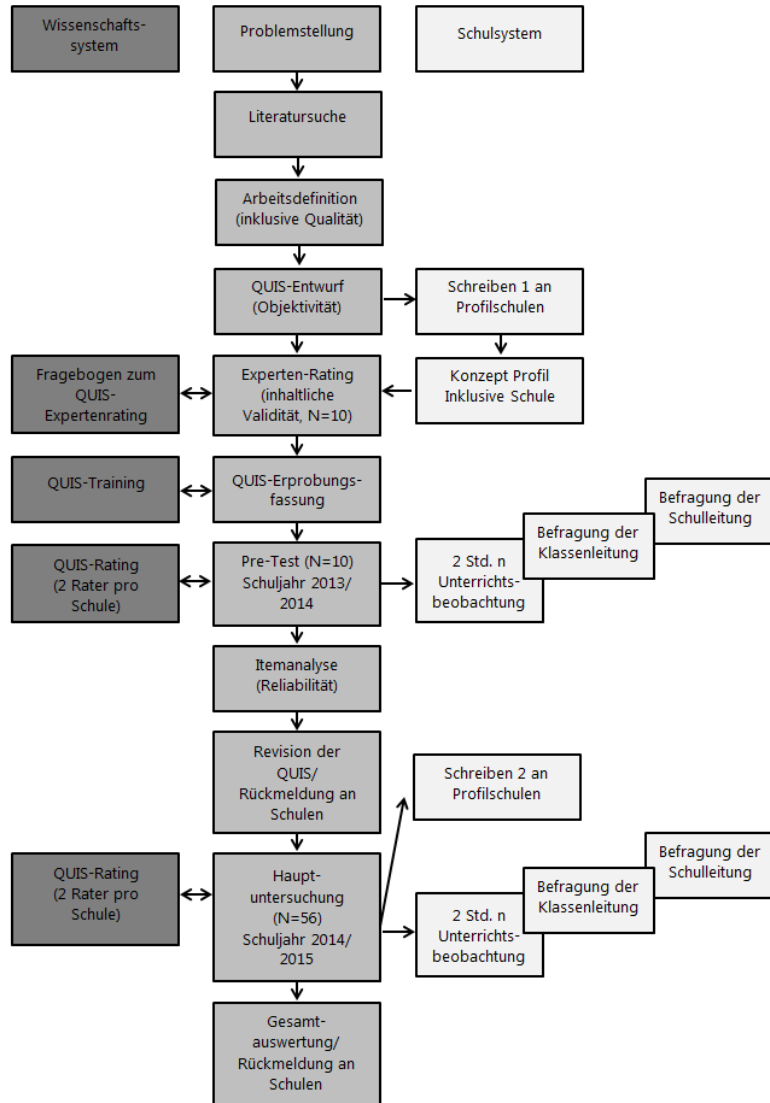 Wissenschafts-
system
Problemstellung
Schulsystem
Literatursuche
Arbeitsdefinition
(inklusive Qualität)
QUIS-Entwurf
(Objektivität)
Schreiben 1 an
Profilschulen
Fragebogen zum
QUIS-
Expertenrating
Experten-Rating
(inhaltliche
Validität, N=10)
Konzept Profil
Inklusive Schule
QUIS-Training
QUIS-Erprobungs-
fassung
Befragung der
Schulleitung
Befragung der
Klassenleitung
QUIS-Rating
(2 Rater pro
Schule)
Pre-Test (N=10)
Schuljahr 2013/
2014
2 Std. n
Unterrichts-
beobachtung
Itemanalyse
(Reliabilität)
Revision der
QUIS/
Rückmeldung an
Schulen
Schreiben 2 an
Profilschulen
Befragung der
Schulleitung
Befragung der
Klassenleitung
QUIS-Rating
(2 Rater pro
Schule)
Haupt-
untersuchung
(N=56)
Schuljahr 2014/
2015
2 Std. n
Unterrichts-
beobachtung
Gesamt-
auswertung/
Rückmeldung an
Schulen